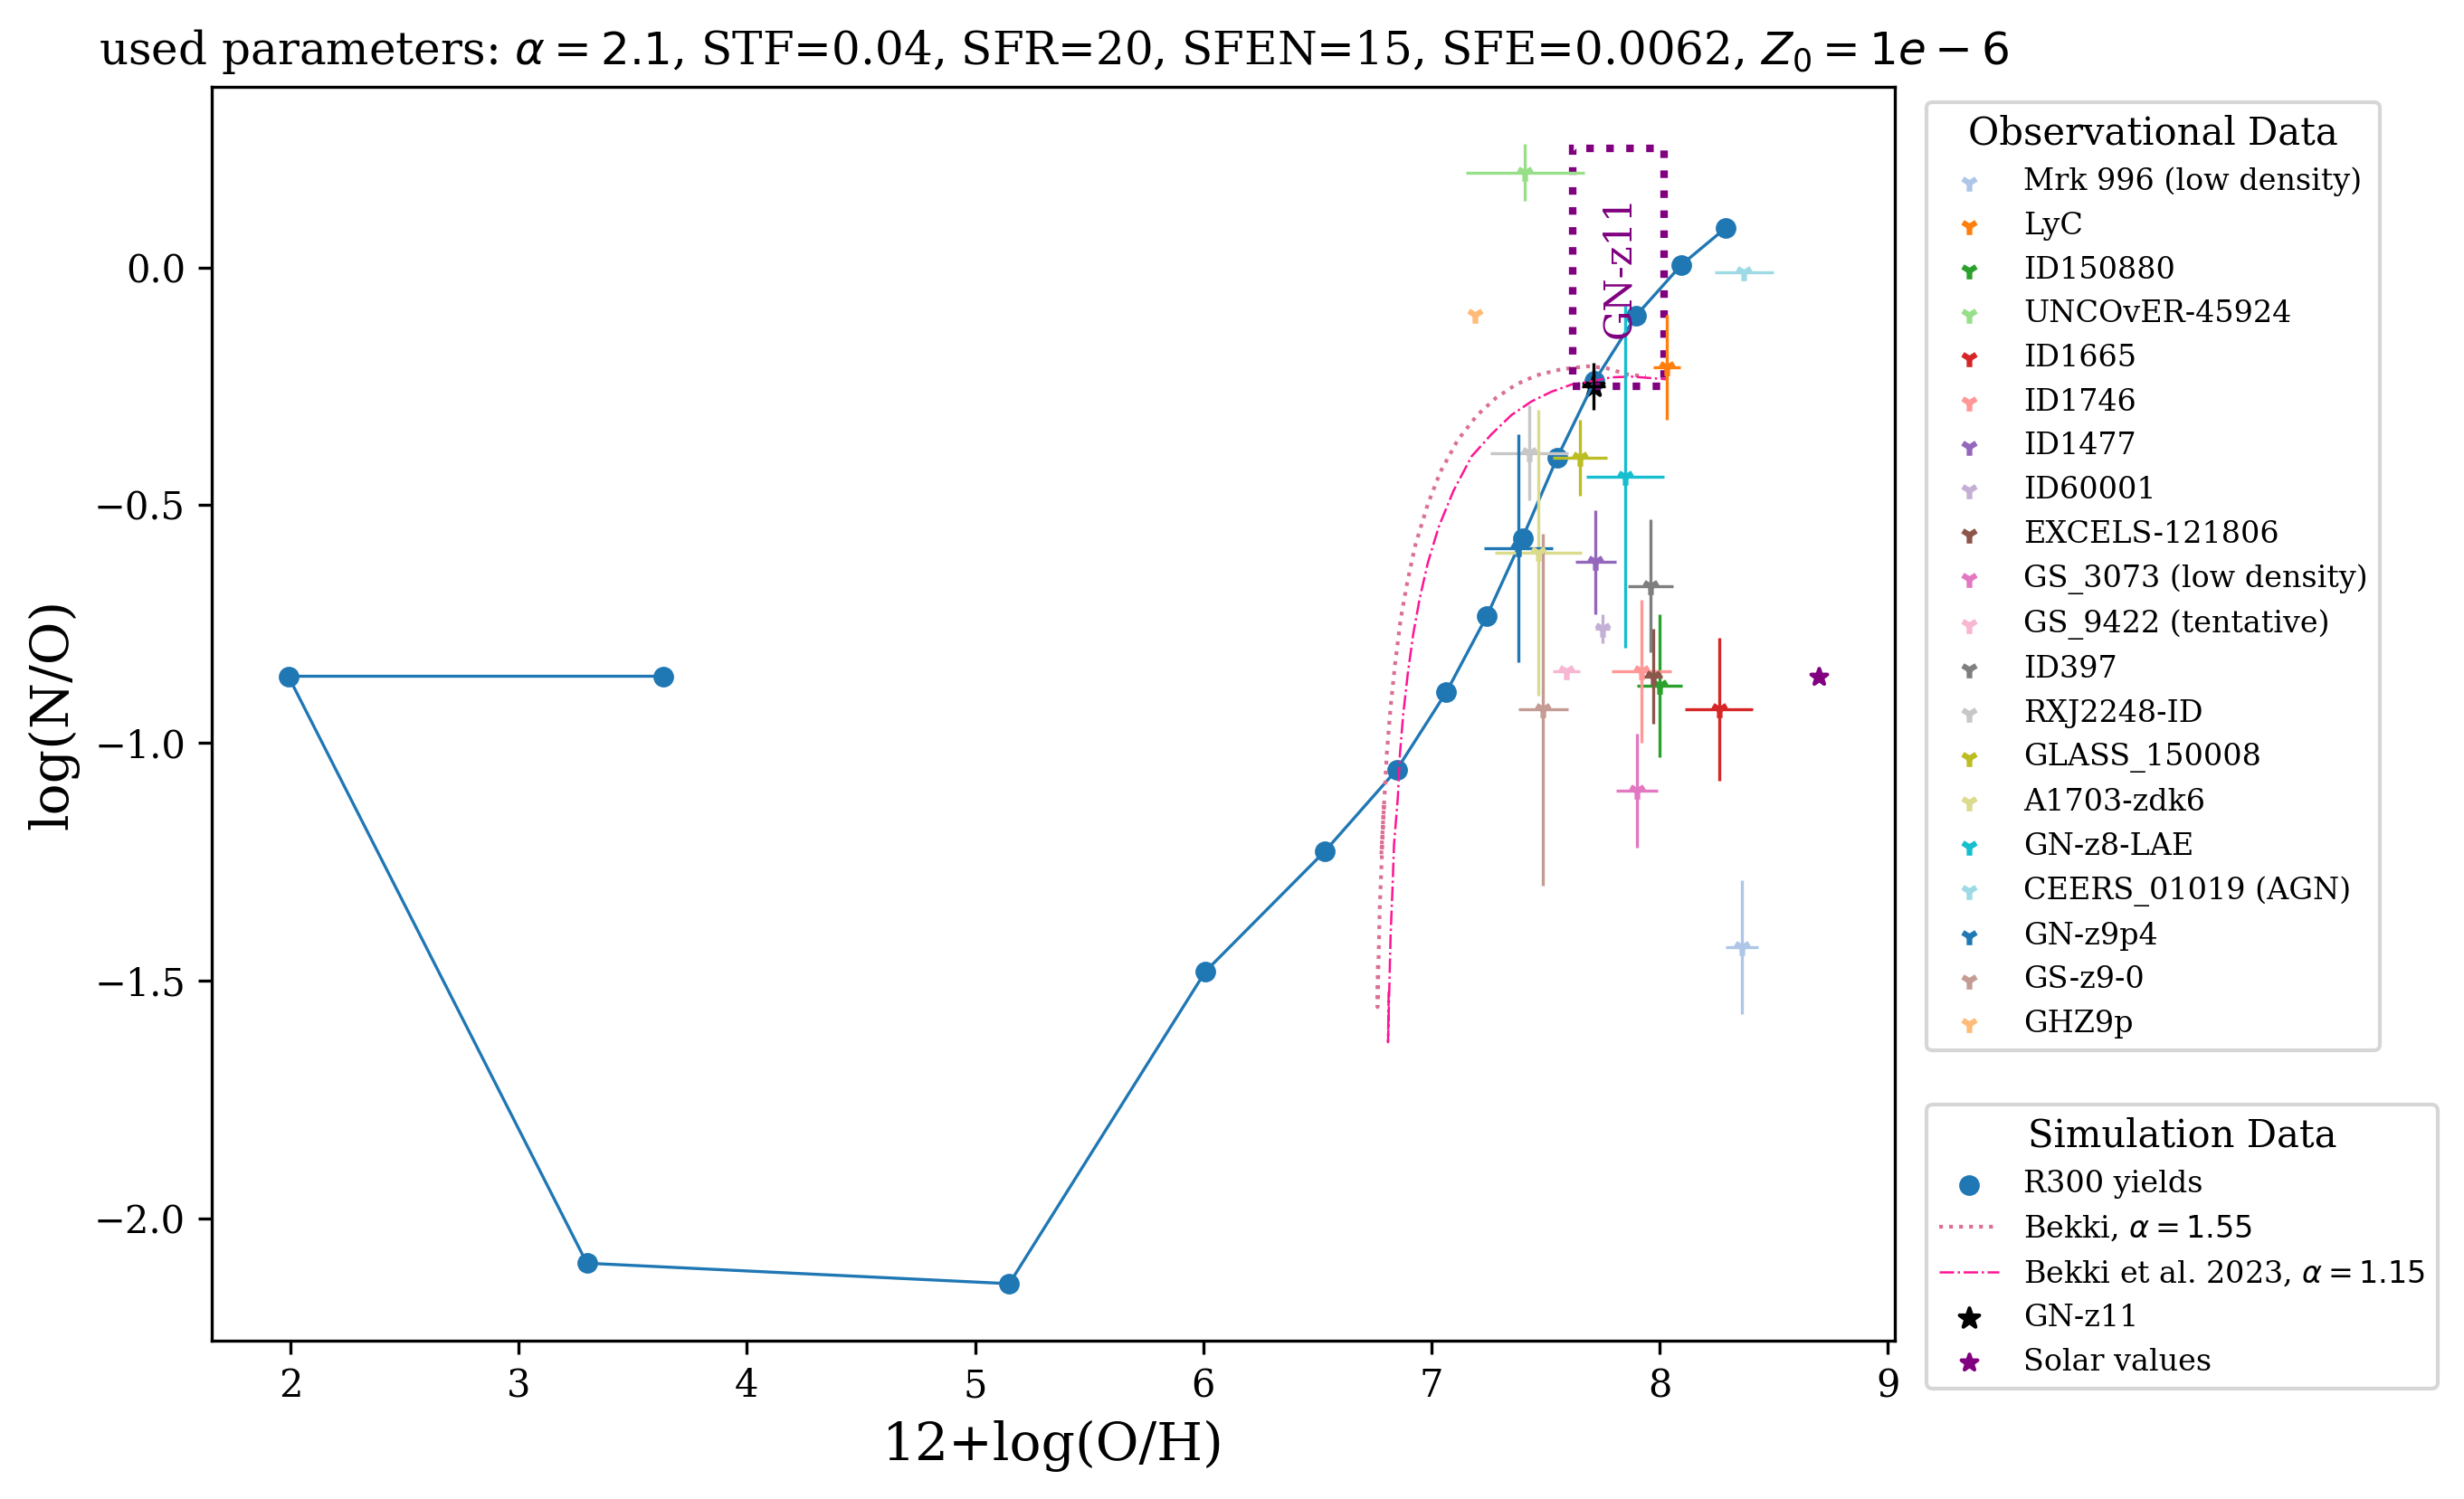 used parameters: α = 2.1, STF=0.04, SFR=20, SFEN=15, SFE=0.0062, Z₀ = 1e − 6
log(N/O)
0.0
−0.5
−1.0
−1.5
−2.0
GN-z11
2 3 4 5 6 7 8 9
12+log(O/H)
Observational Data
Mrk 996 (low density)
LyC
ID150880
UNCOvER-45924
ID1665
ID1746
ID1477
ID60001
EXCELS-121806
GS_3073 (low density)
GS_9422 (tentative)
ID397
RXJ2248-ID
GLASS_150008
A1703-zdk6
GN-z8-LAE
CEERS_01019 (AGN)
GN-z9p4
GS-z9-0
GHZ9p
Simulation Data
R300 yields
Bekki, α = 1.55
Bekki et al. 2023, α = 1.15
GN-z11
Solar values